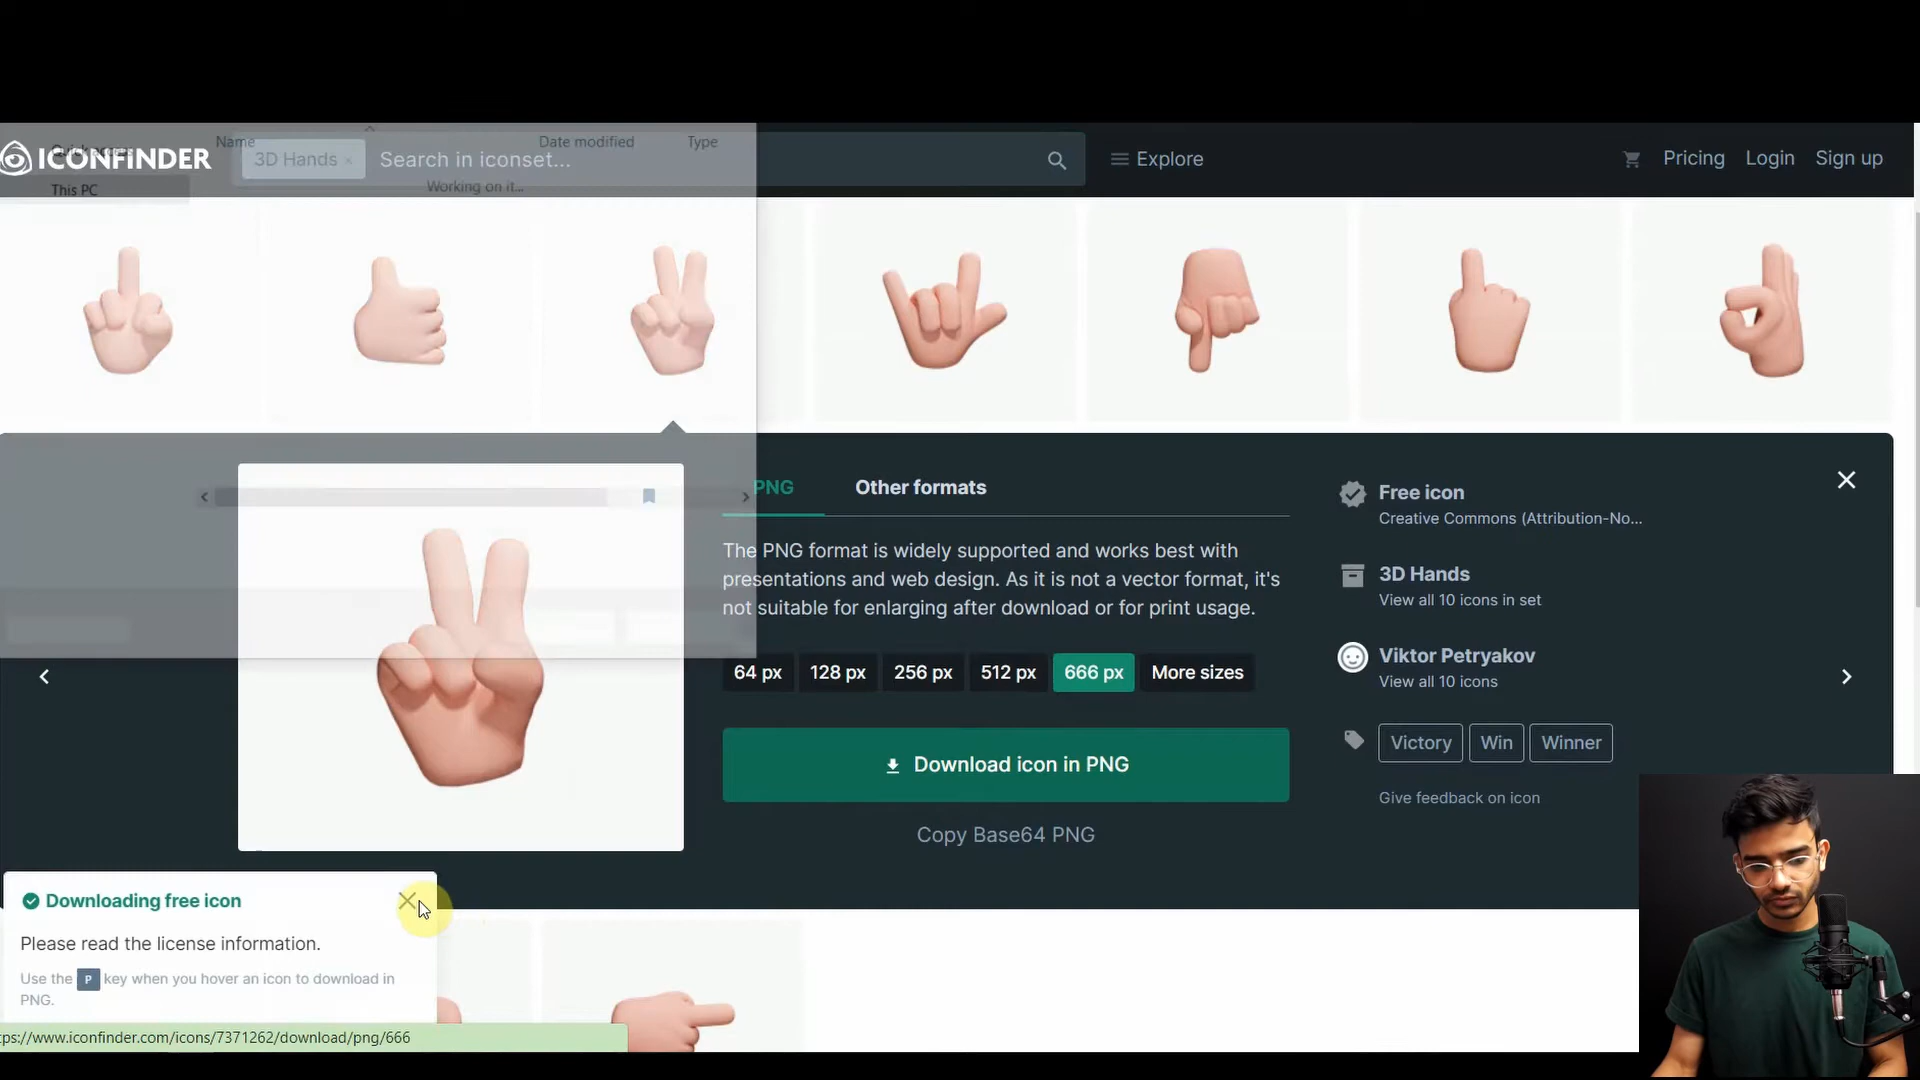 ICONFINDER
Name
Date modified
Type
3D Hands ×
Search in iconset...
Explore
Pricing
Login
Sign up
This PC
Working on it...
PNG
Other formats
The PNG format is widely supported and works best with
presentations and web design. As it is not a vector format, it's
not suitable for enlarging after download or for print usage.
64 px
128 px
256 px
512 px
666 px
More sizes
Download icon in PNG
Copy Base64 PNG
Free icon
Creative Commons (Attribution-No...
3D Hands
View all 10 icons in set
Viktor Petryakov
View all 10 icons
Victory
Win
Winner
Give feedback on icon
Downloading free icon
Please read the license information.
Use the P key when you hover an icon to download in
PNG.
tps://www.iconfinder.com/icons/7371262/download/png/666